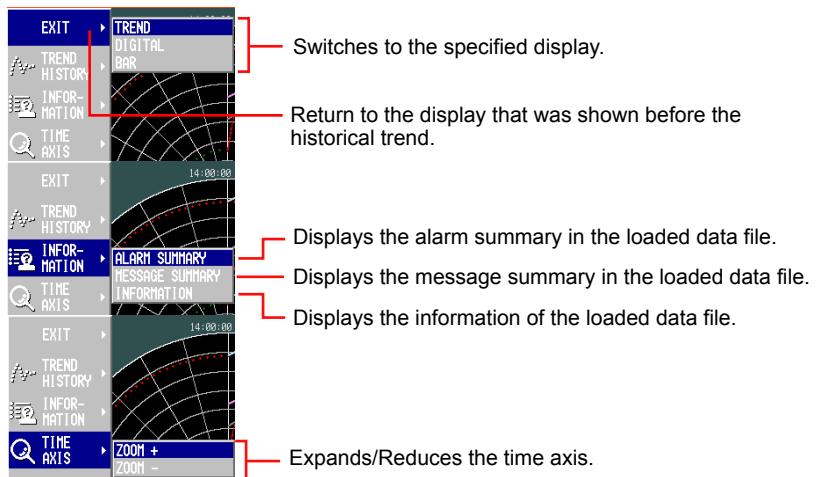 EXIT
TREND
DIGITAL
BAR
Switches to the specified display.
TREND
HISTORY
INFOR-
MATION
Return to the display that was shown before the
historical trend.
TIME
AXIS
14:00:00
EXIT
TREND
HISTORY
INFOR-
MATION
ALARM SUMMARY
MESSAGE SUMMARY
INFORMATION
Displays the alarm summary in the loaded data file.
Displays the message summary in the loaded data file.
Displays the information of the loaded data file.
TIME
AXIS
14:00:00
EXIT
TREND
HISTORY
INFOR-
MATION
TIME
AXIS
ZOOM +
ZOOM -
Expands/Reduces the time axis.